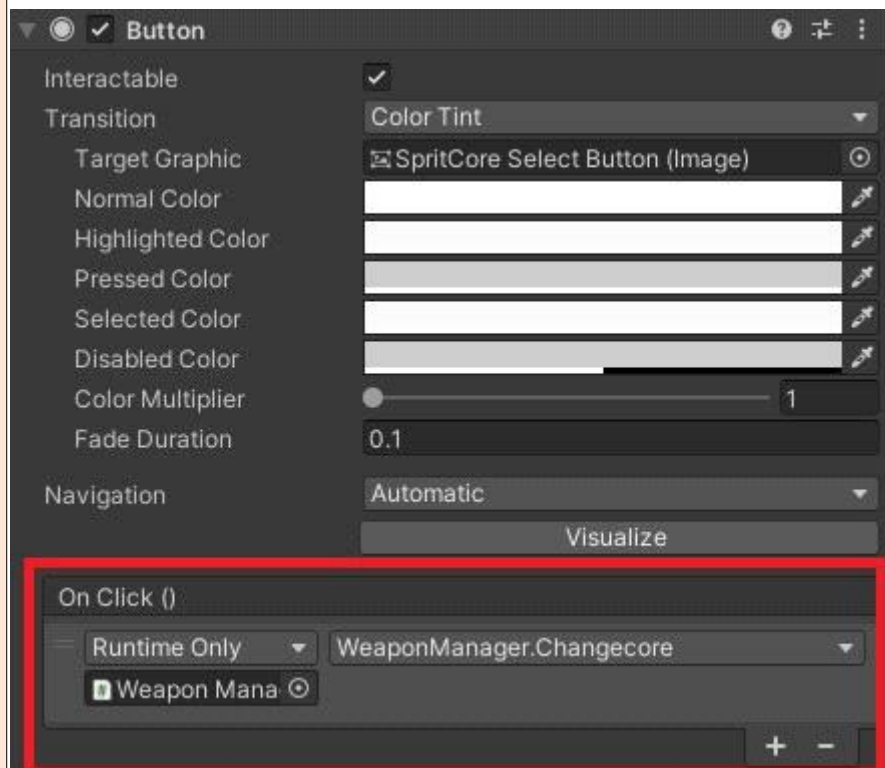 Button
Interactable
Transition Color Tint
Target Graphic SpritCore Select Button (Image)
Normal Color
Highlighted Color
Pressed Color
Selected Color
Disabled Color
Color Multiplier 1
Fade Duration 0.1
Navigation Automatic
Visualize
On Click ()
Runtime Only WeaponManager.Changecore
Weapon Mana
+ −